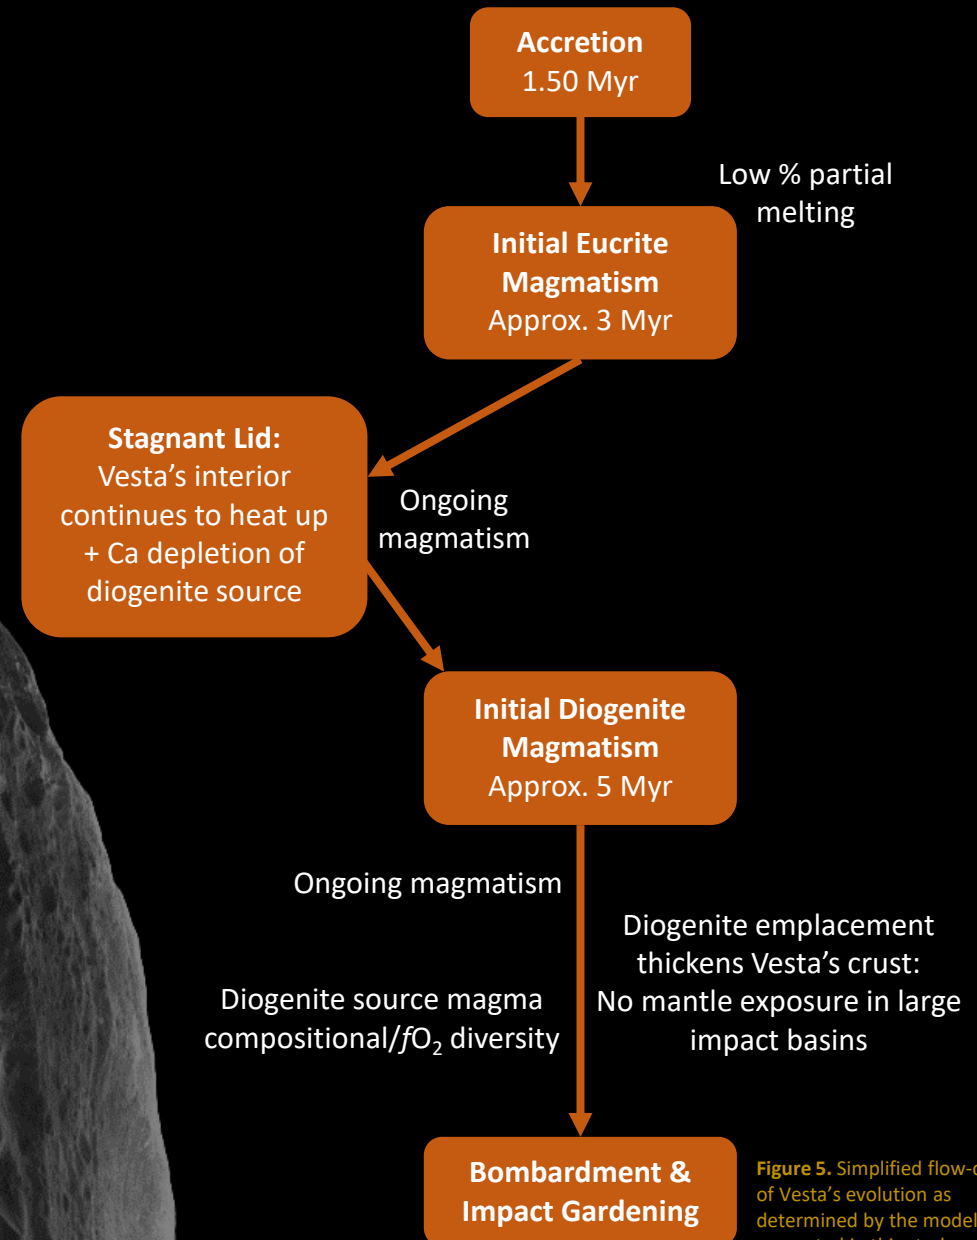 Accretion
1.50 Myr
Low % partial
melting
Initial Eucrite
Magmatism
Approx. 3 Myr
Stagnant Lid:
Vesta's interior
continues to heat up
+ Ca depletion of
diogenite source
Ongoing
magmatism
Initial Diogenite
Magmatism
Approx. 5 Myr
Ongoing magmatism
Diogenite source magma
compositional/fO₂ diversity
Diogenite emplacement
thickens Vesta's crust:
No mantle exposure in large
impact basins
Bombardment &
Impact Gardening
Figure 5. Simplified
of Vesta's evolution as
determined by the model